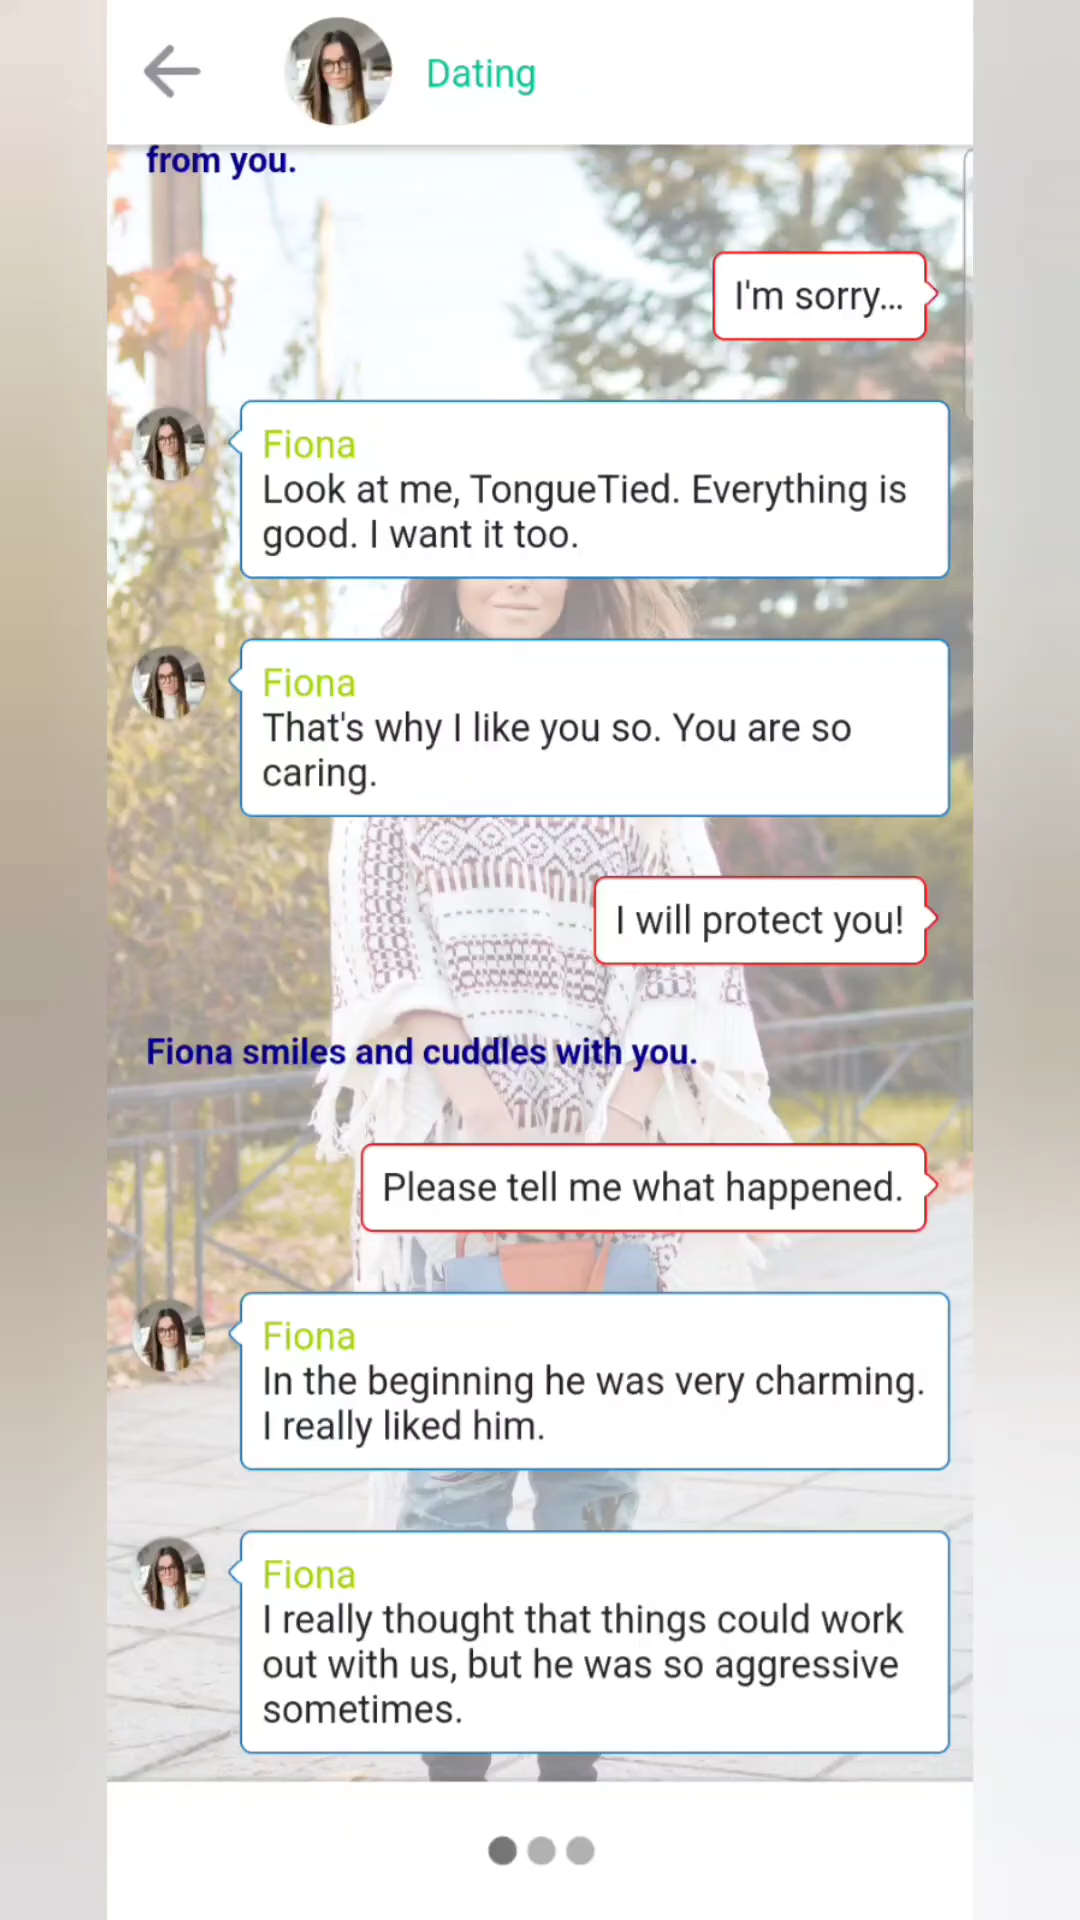 Dating
from you.
I'm sorry...
Fiona
Look at me, TongueTied. Everything is
good. I want it too.
Fiona
That's why I like you so. You are so
caring.
I will protect you!
Fiona smiles and cuddles with you.
Please tell me what happened.
Fiona
In the beginning he was very charming.
I really liked him.
Fiona
I really thought that things could work
out with us, but he was so aggressive
sometimes.